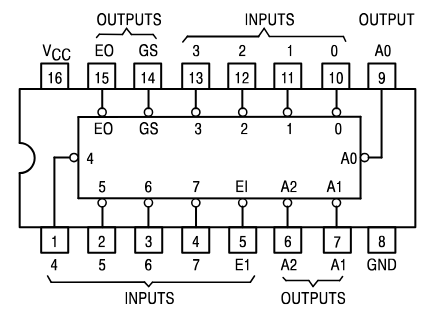 OUTPUTS INPUTS OUTPUT
VCC EO GS 3 2 1 0 A0
16 15 14 13 12 11 10 9
EO GS 3 2 1 0
4 A0
5 6 7 EI A2 A1
1 2 3 4 5 6 7 8
4 5 6 7 E1 A2 A1 GND
INPUTS OUTPUTS